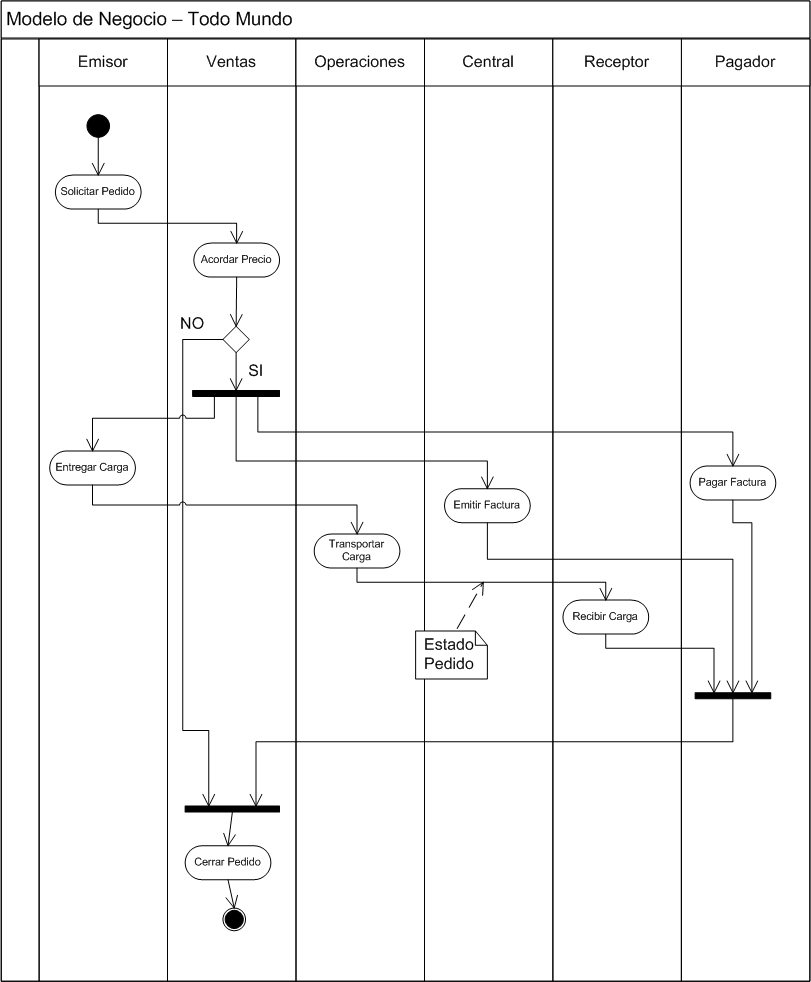 Modelo de Negocio – Todo Mundo
Emisor
Ventas
Operaciones
Central
Receptor
Pagador
Solicitar Pedido
Acordar Precio
NO
SI
Entregar Carga
Pagar Factura
Emitir Factura
Transportar
Carga
Recibir Carga
Estado
Pedido
Cerrar Pedido